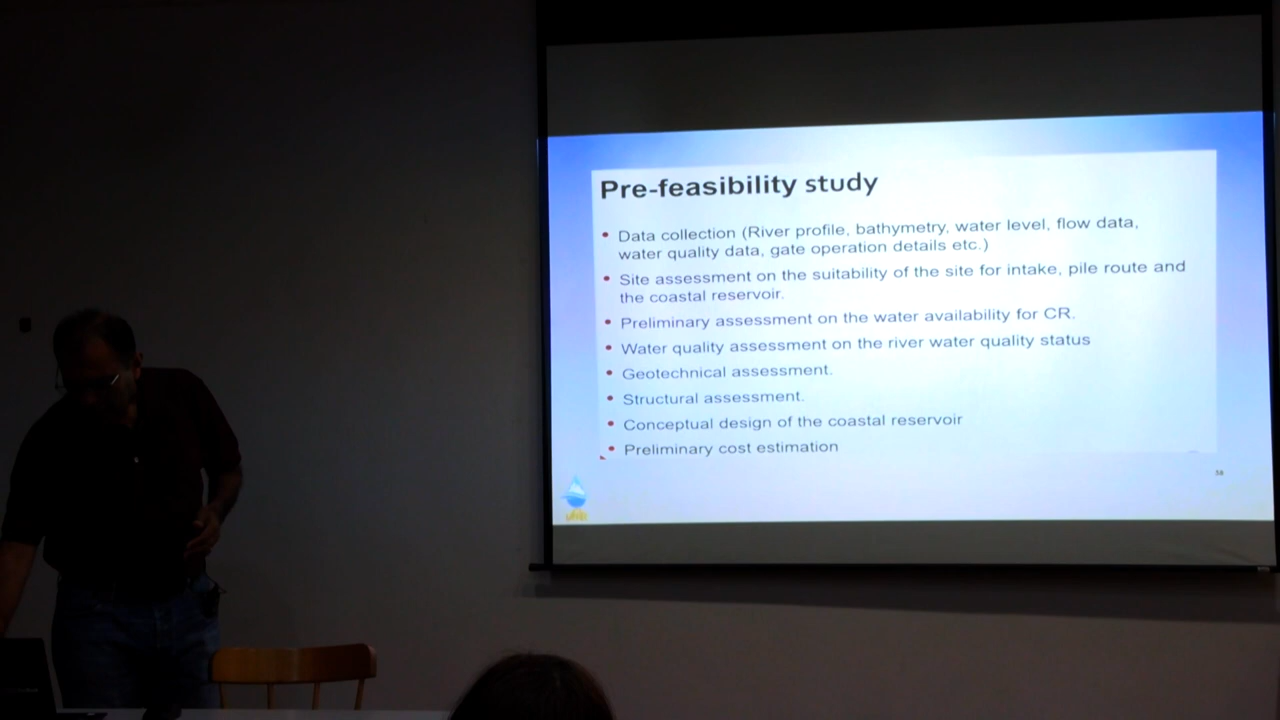 Pre-feasibility study
• Data collection (River profile, bathymetry, water level, flow data,
water quality data, gate operation details etc.)
• Site assessment on the suitability of the site for intake, pile route and
the coastal reservoir.
• Preliminary assessment on the water availability for CR.
• Water quality assessment on the river water quality status
• Geotechnical assessment.
• Structural assessment.
• Conceptual design of the coastal reservoir
• Preliminary cost estimation